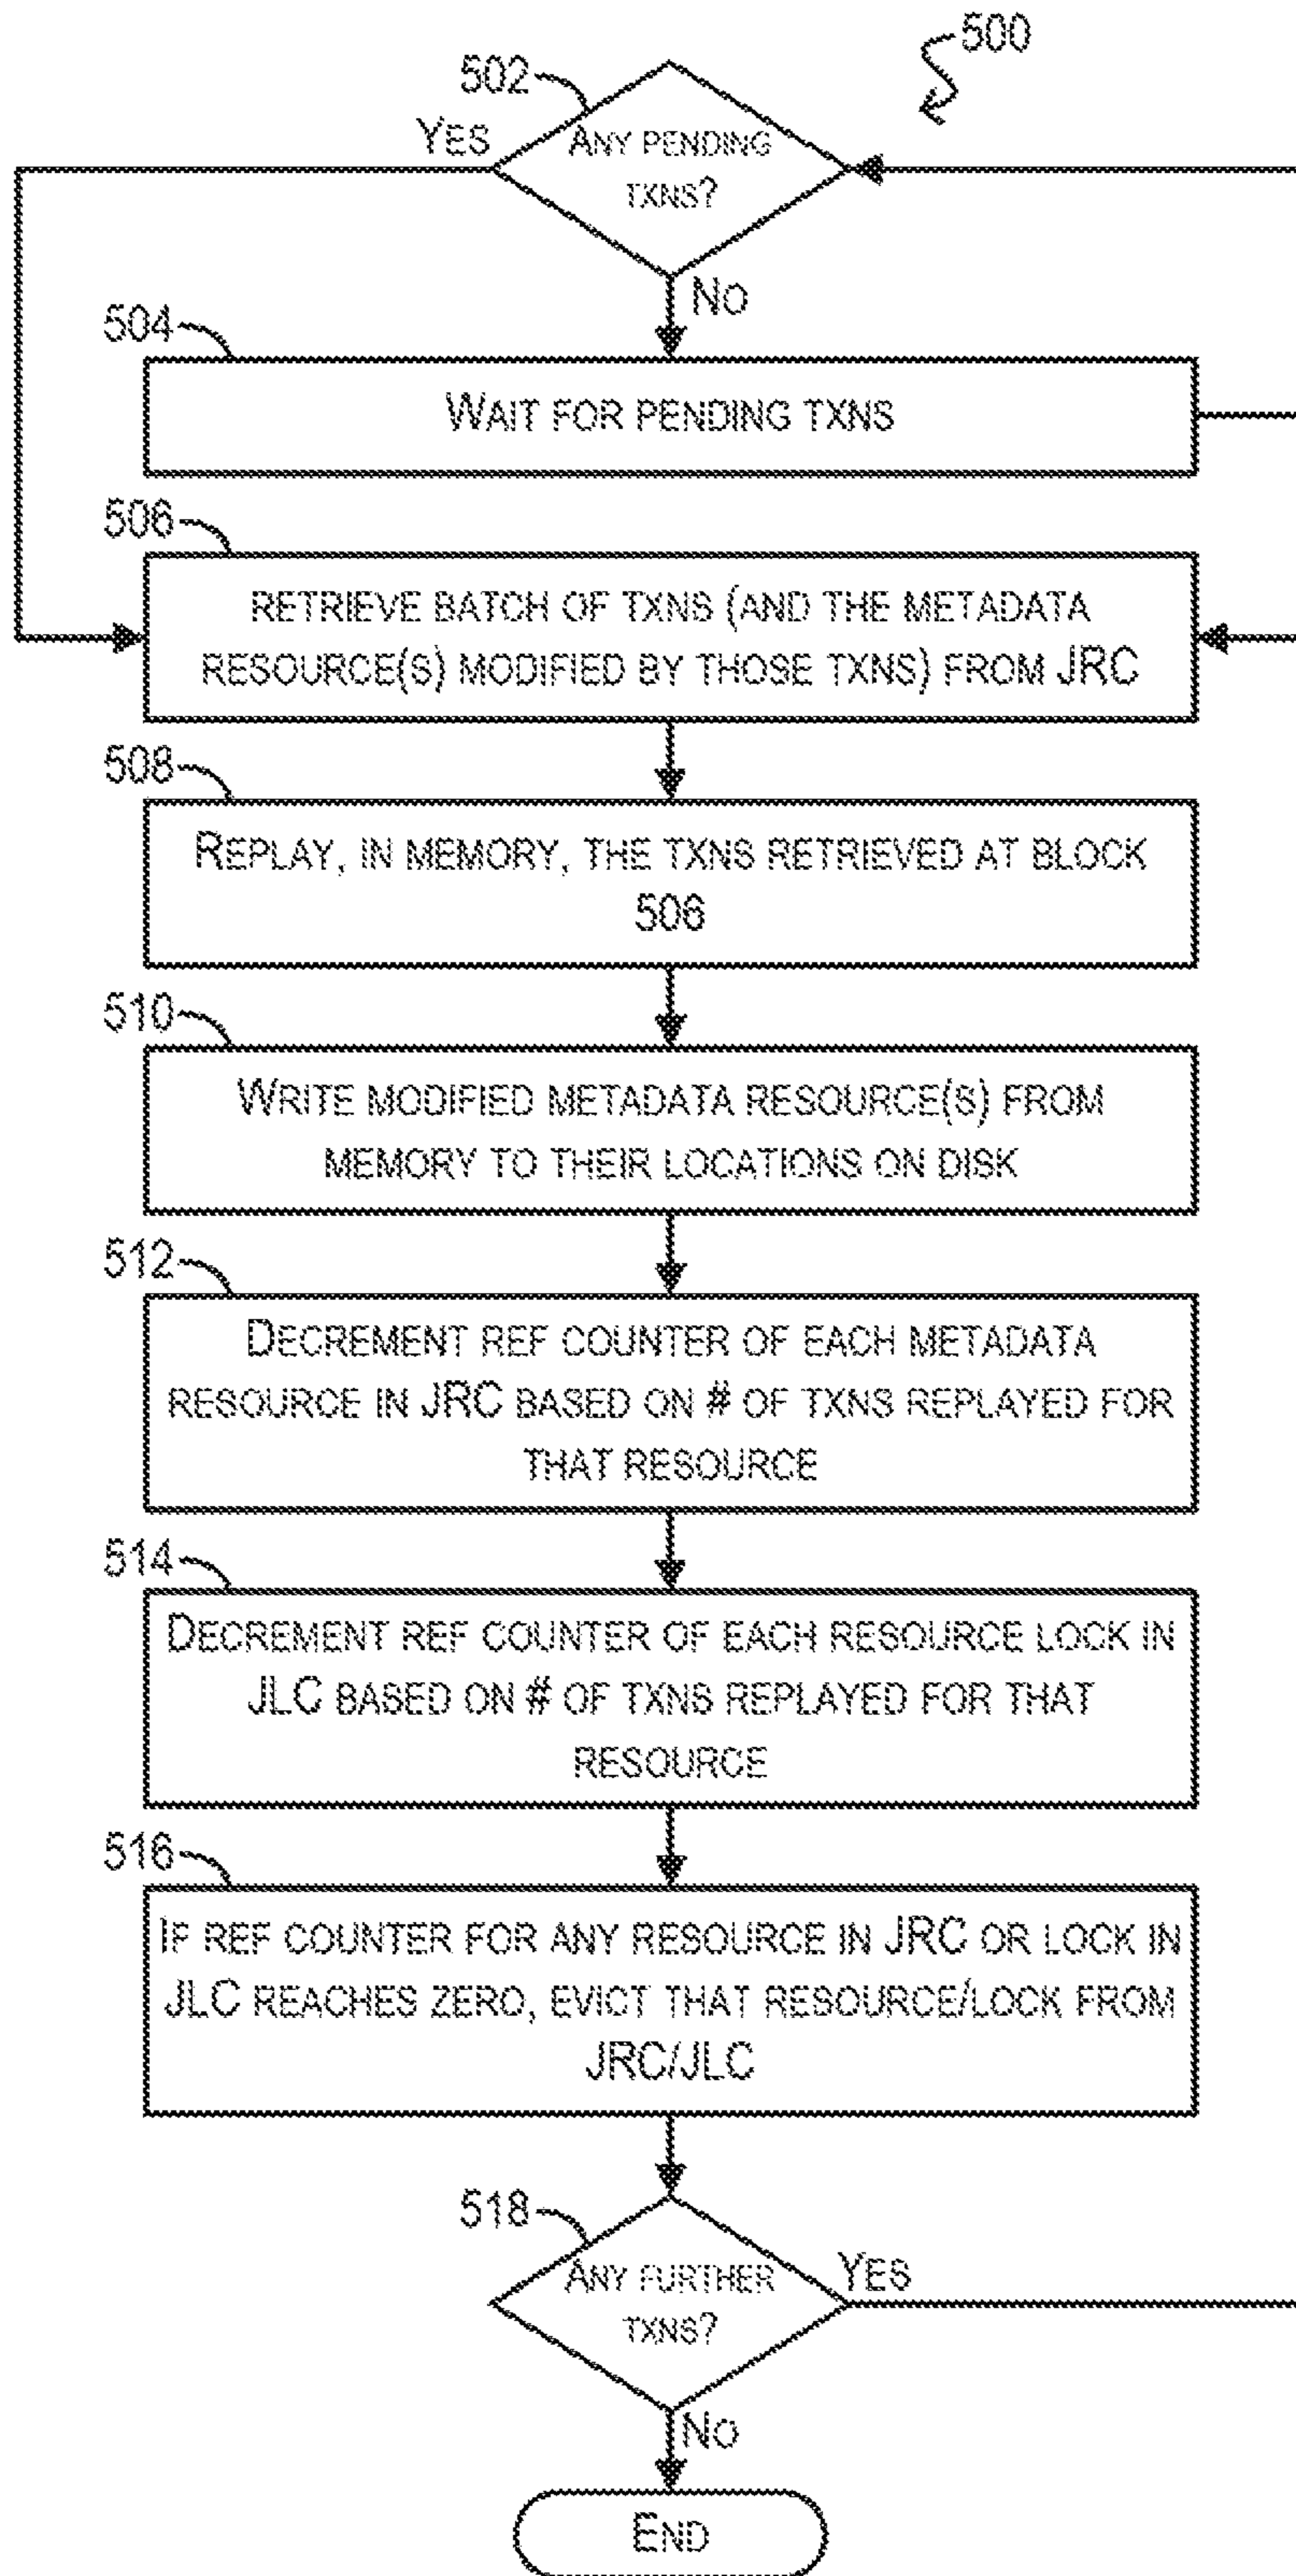 500
502
YES
ANY PENDING
TXNS?
NO
504
WAIT FOR PENDING TXNS
506
RETRIEVE BATCH OF TXNS (AND THE METADATA
RESOURCE(S) MODIFIED BY THOSE TXNS) FROM JRC
508
REPLAY, IN MEMORY, THE TXNS RETRIEVED AT BLOCK
506
510
WRITE MODIFIED METADATA RESOURCE(S) FROM
MEMORY TO THEIR LOCATIONS ON DISK
512
DECREMENT REF COUNTER OF EACH METADATA
RESOURCE IN JRC BASED ON # OF TXNS REPLAYED FOR
THAT RESOURCE
514
DECREMENT REF COUNTER OF EACH RESOURCE LOCK IN
JLC BASED ON # OF TXNS REPLAYED FOR THAT
RESOURCE
516
IF REF COUNTER FOR ANY RESOURCE IN JRC OR LOCK IN
JLC REACHES ZERO, EVICT THAT RESOURCE/LOCK FROM
JRC/JLC
518
ANY FURTHER
TXNS?
YES
NO
END